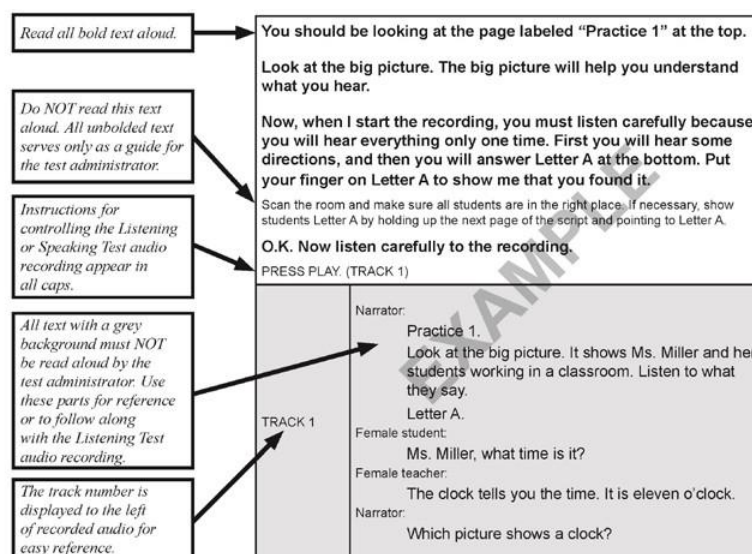 Read all bold text aloud.
Do NOT read this text
aloud. All unbolded text
serves only as a guide for
the test administrator.
Instructions for
controlling the Listening
or Speaking Test audio
recording appear in
all caps.
All text with a grey
background must NOT
be read aloud by the
test administrator. Use
these parts for reference
or to follow along
with the Listening Test
audio recording.
The track number is
displayed to the left
of recorded audio for
easy reference.
You should be looking at the page labeled “Practice 1” at the top.
Look at the big picture. The big picture will help you understand
what you hear.
Now, when I start the recording, you must listen carefully because
you will hear everything only one time. First you will hear some
directions, and then you will answer Letter A at the bottom. Put
your finger on Letter A to show me that you found it.
Scan the room and make sure all students are in the right place. If necessary, show
students Letter A by holding up the next page of the script and pointing to Letter A.
O.K. Now listen carefully to the recording.
PRESS PLAY. (TRACK 1)
EXAMPLE
TRACK 1
Narrator:
Practice 1.
Look at the big picture. It shows Ms. Miller and her
students working in a classroom. Listen to what
they say.
Letter A.
Female student:
Ms. Miller, what time is it?
Female teacher:
The clock tells you the time. It is eleven o’clock.
Narrator:
Which picture shows a clock?